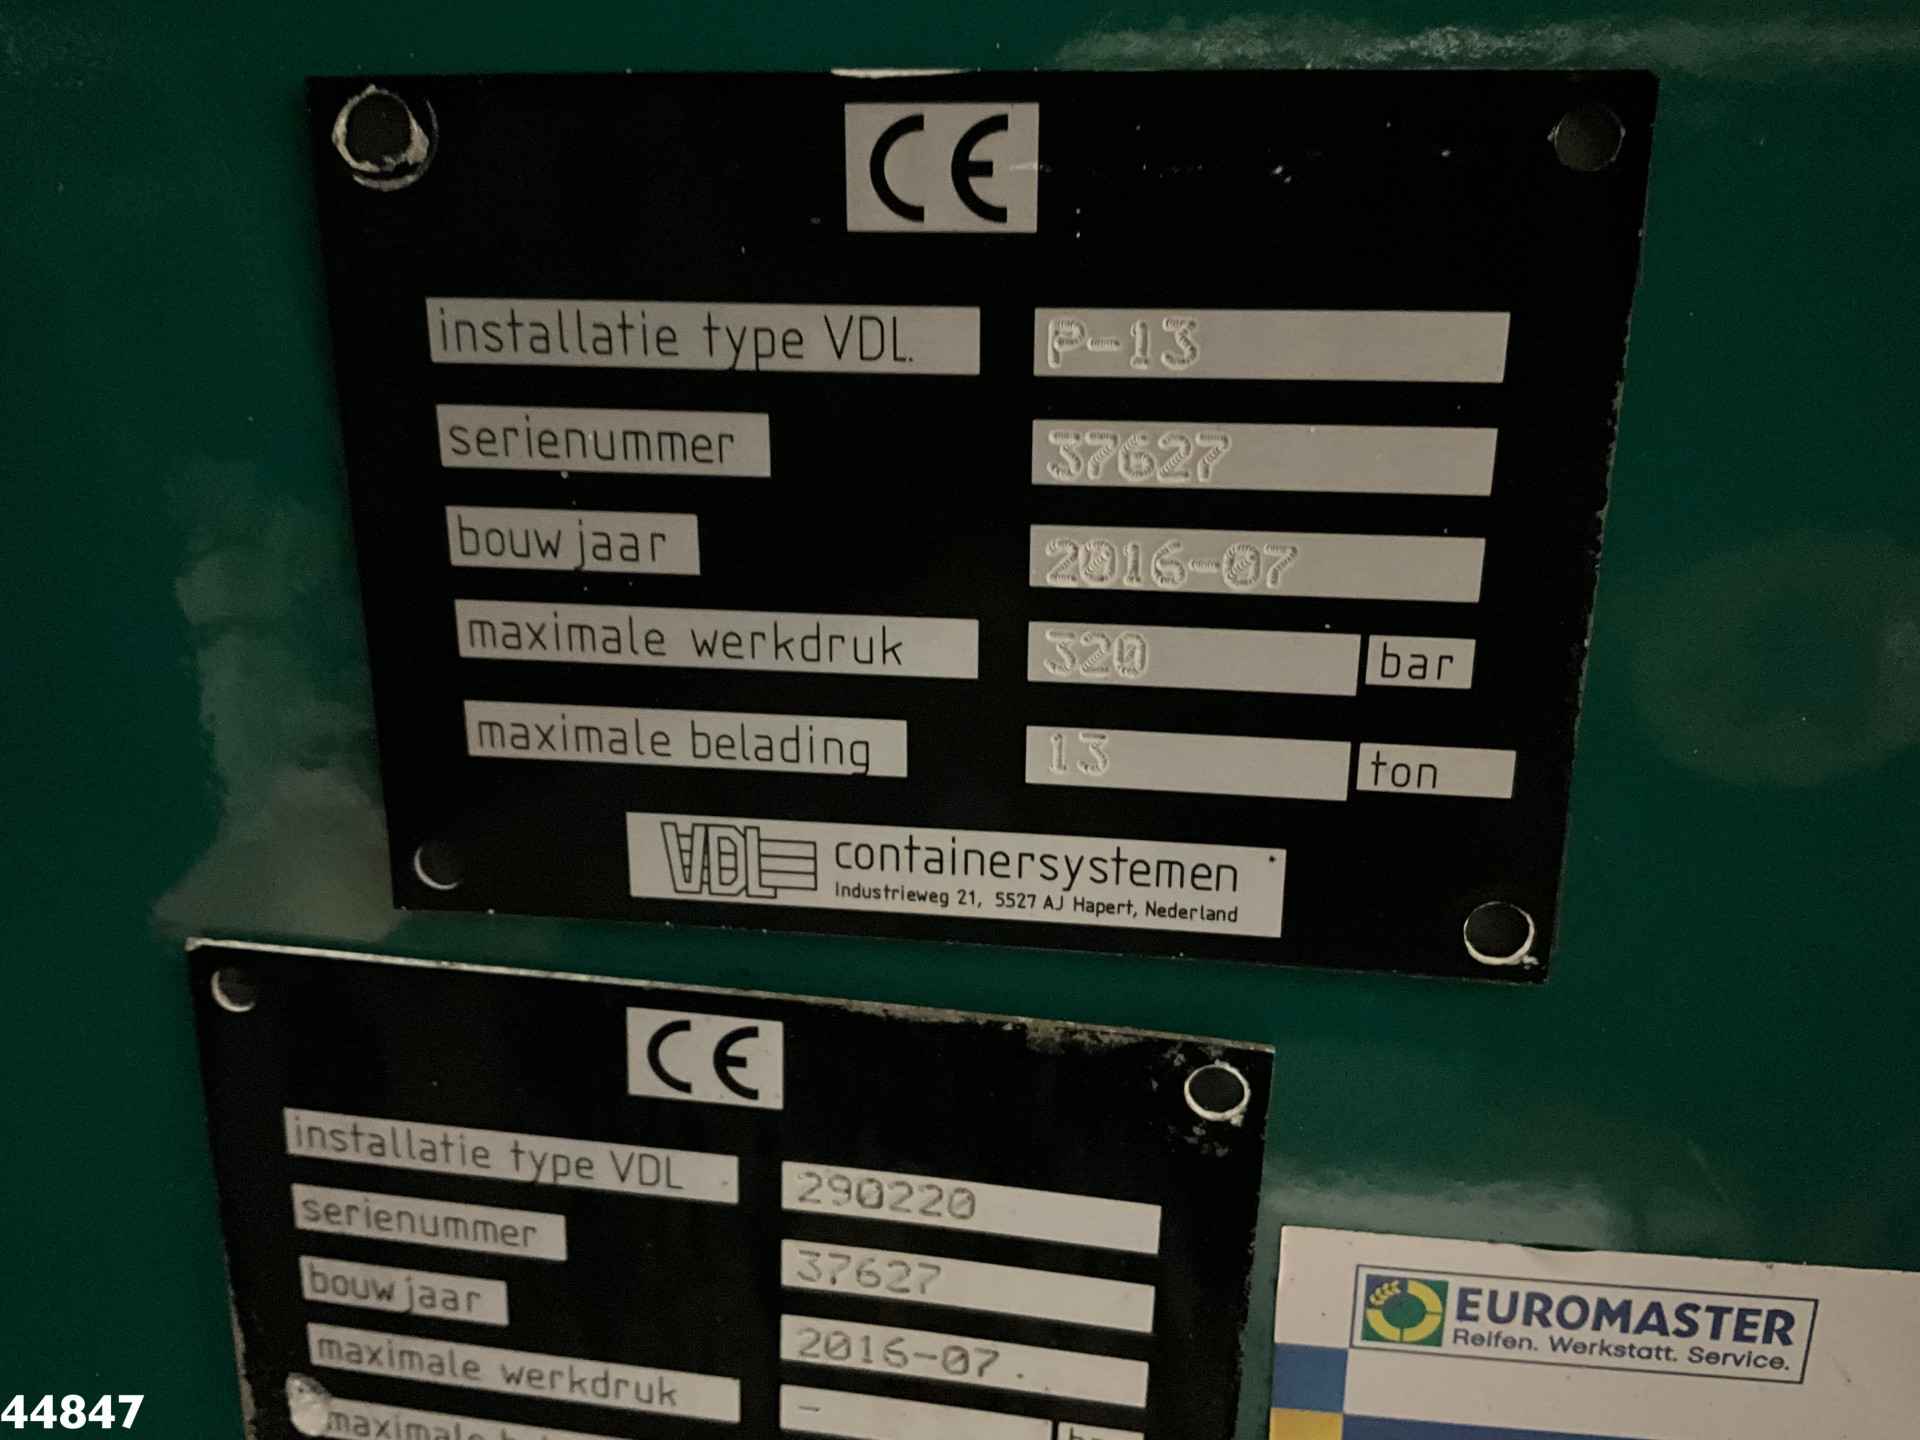 CE
installatie type VDL. P-13
serienummer 37627
bouwjaar 2016-07
maximale werkdruk 320 bar
maximale belading 13 ton
VDL containersystemen
Industrieweg 21, 5527 AJ Hapert, Nederland
CE
installatie type VDL 290220
serienummer 37627
bouwjaar 2016-07
maximale werkdruk -
EUROMASTER
Reifen. Werkstatt. Service.
44847